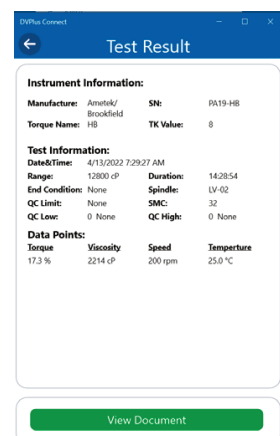 DVPlus Connect
Test Result
Instrument Information:
Manufacture: Ametek/ Brookfield SN: PA19-HB
Torque Name: HB TK Value: 8
Test Information:
Date&Time: 4/13/2022 7:29:27 AM
Range: 12800 cP Duration: 14:28:54
End Condition: None Spindle: LV-02
QC Limit: None SMC: 32
QC Low: 0 None QC High: 0 None
Data Points:
Torque Viscosity Speed Temperture
17.3 % 2214 cP 200 rpm 25.0 °C
View Document